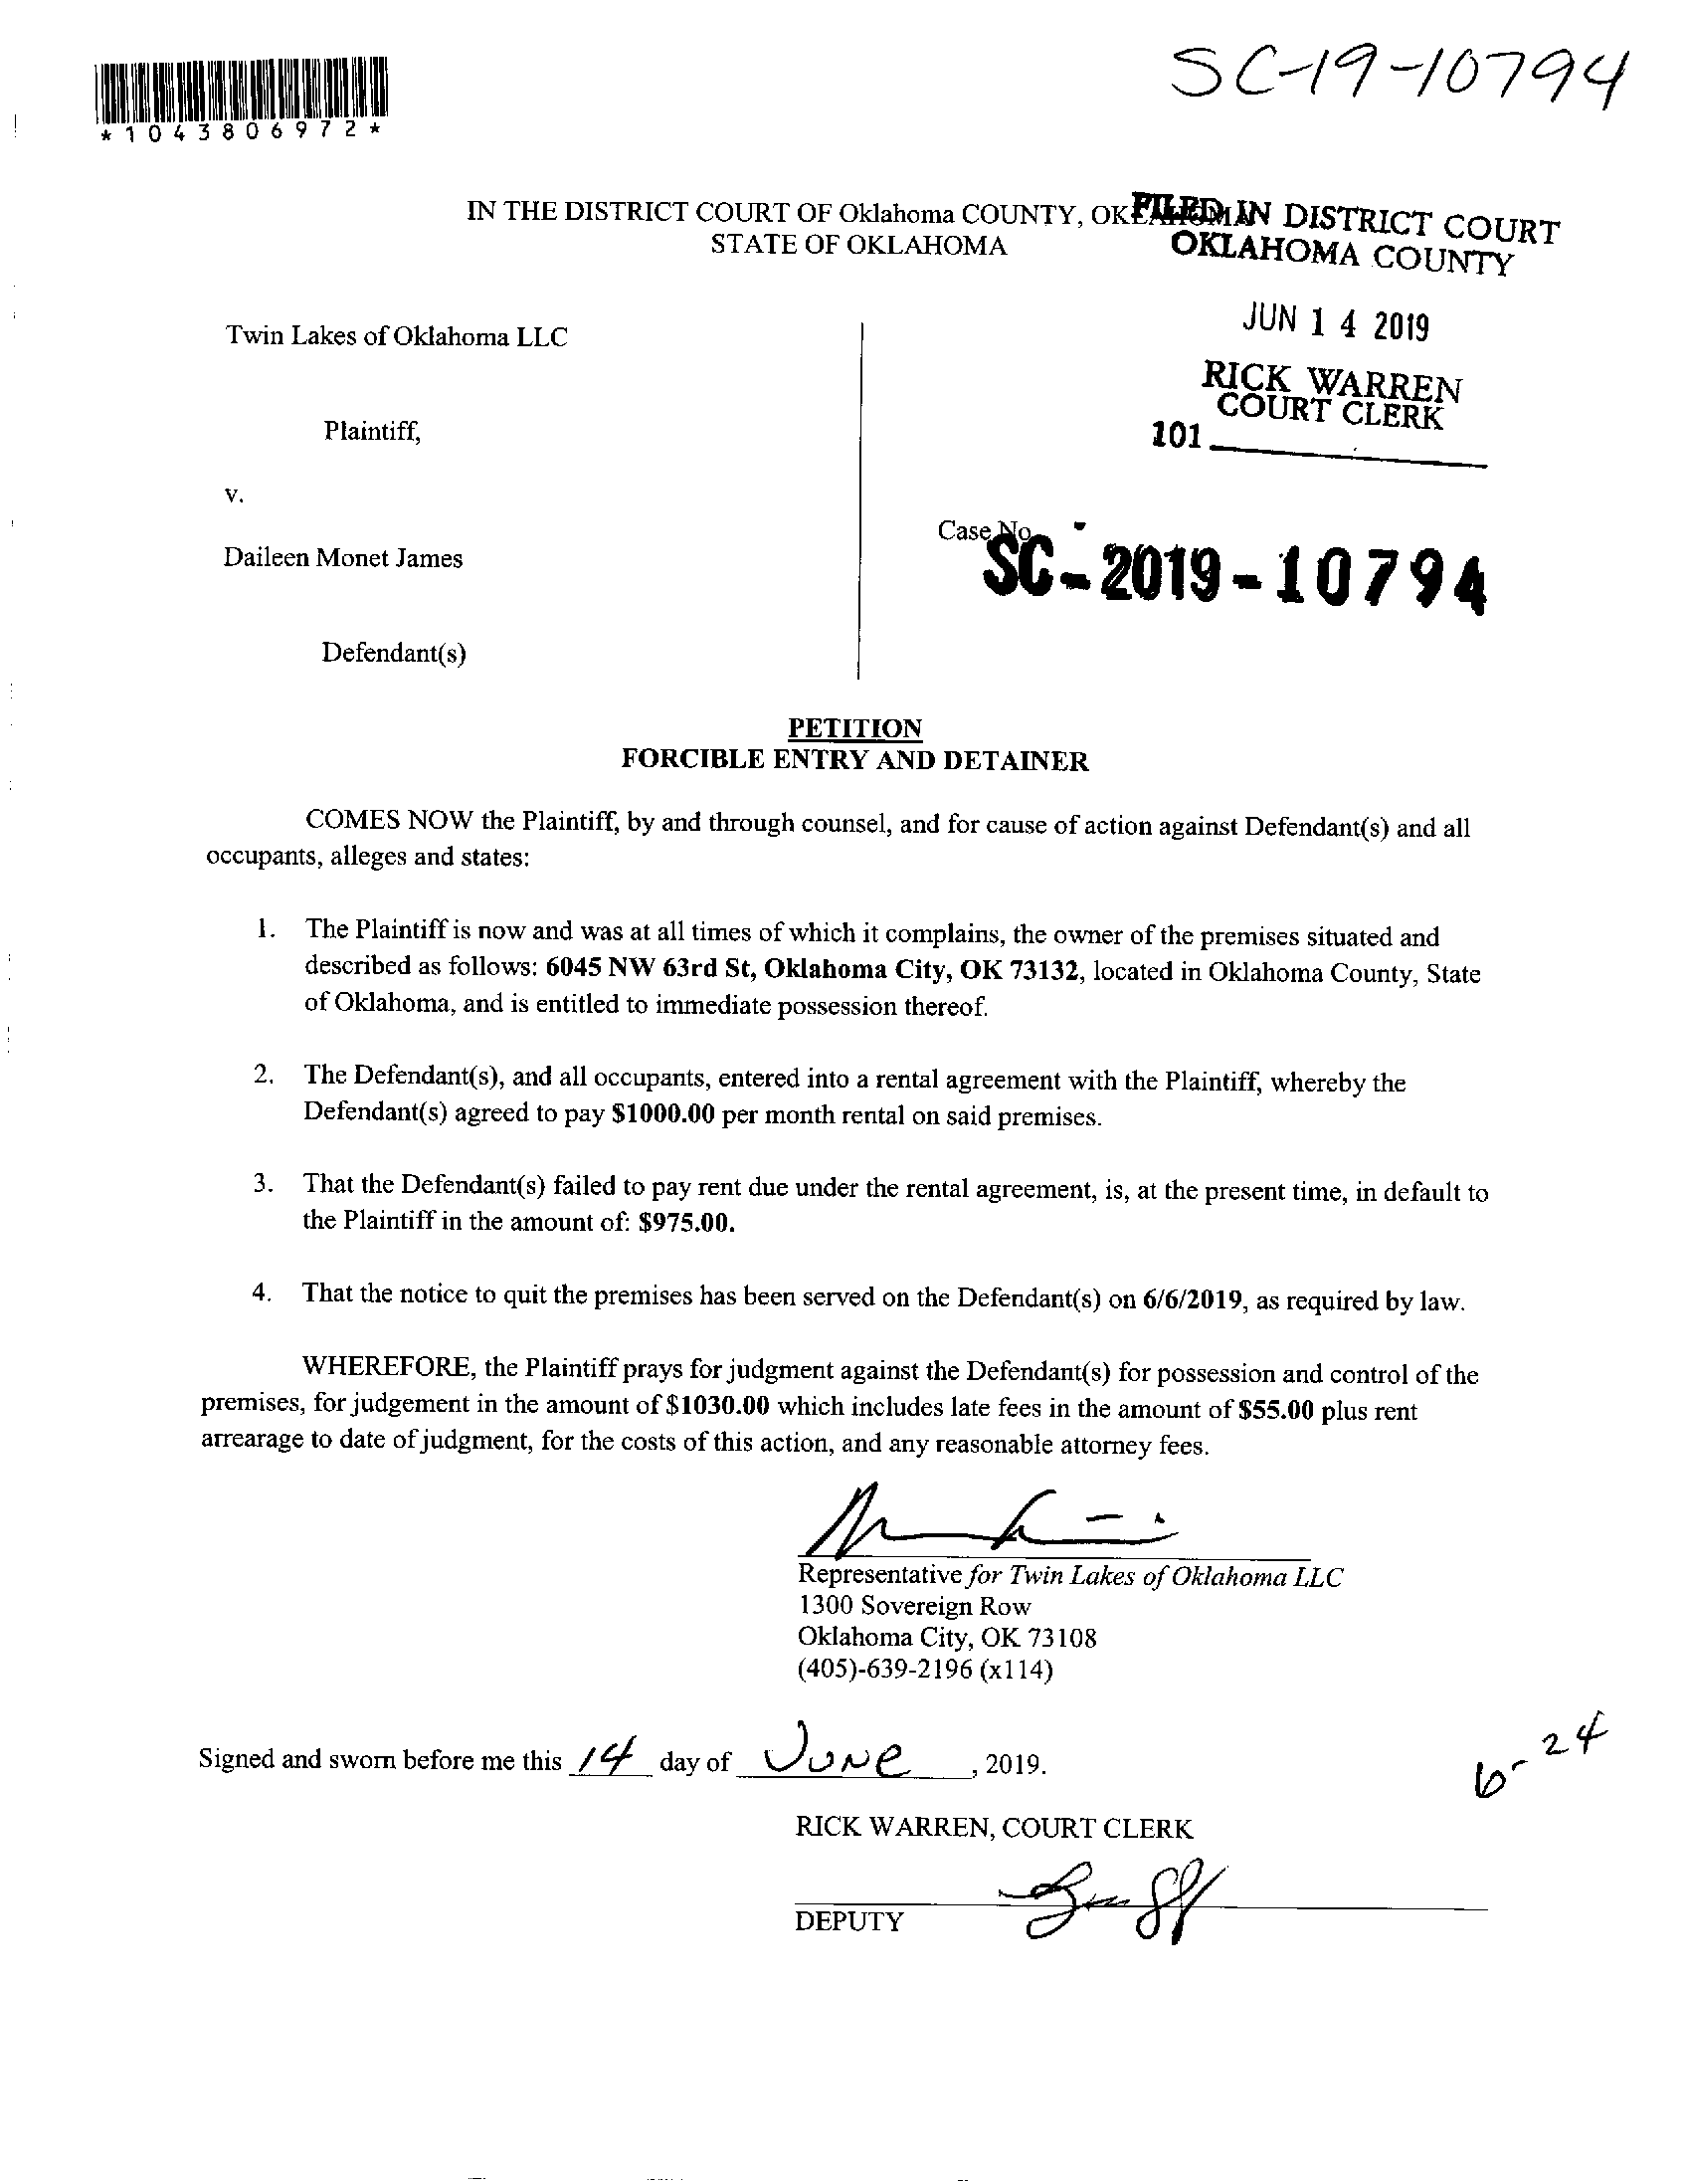 SC-19-10794
*1043806972*
IN THE DISTRICT COURT OF Oklahoma COUNTY, OKLAHOMA
STATE OF OKLAHOMA
FILED IN DISTRICT COURT
OKLAHOMA COUNTY
JUN 14 2019
RICK WARREN
COURT CLERK
101
Twin Lakes of Oklahoma LLC
Plaintiff,
v.
Daileen Monet James
Defendant(s)
Case No.
SC-2019-10794
PETITION
FORCIBLE ENTRY AND DETAINER
COMES NOW the Plaintiff, by and through counsel, and for cause of action against Defendant(s) and all
occupants, alleges and states:
1. The Plaintiff is now and was at all times of which it complains, the owner of the premises situated and
described as follows: 6045 NW 63rd St, Oklahoma City, OK 73132, located in Oklahoma County, State
of Oklahoma, and is entitled to immediate possession thereof.
2. The Defendant(s), and all occupants, entered into a rental agreement with the Plaintiff, whereby the
Defendant(s) agreed to pay $1000.00 per month rental on said premises.
3. That the Defendant(s) failed to pay rent due under the rental agreement, is, at the present time, in default to
the Plaintiff in the amount of: $975.00.
4. That the notice to quit the premises has been served on the Defendant(s) on 6/6/2019, as required by law.
WHEREFORE, the Plaintiff prays for judgment against the Defendant(s) for possession and control of the
premises, for judgement in the amount of $1030.00 which includes late fees in the amount of $55.00 plus rent
arrearage to date of judgment, for the costs of this action, and any reasonable attorney fees.
Representative for Twin Lakes of Oklahoma LLC
1300 Sovereign Row
Oklahoma City, OK 73108
(405)-639-2196 (x114)
Signed and sworn before me this 14 day of June, 2019.
6-24
RICK WARREN, COURT CLERK
DEPUTY